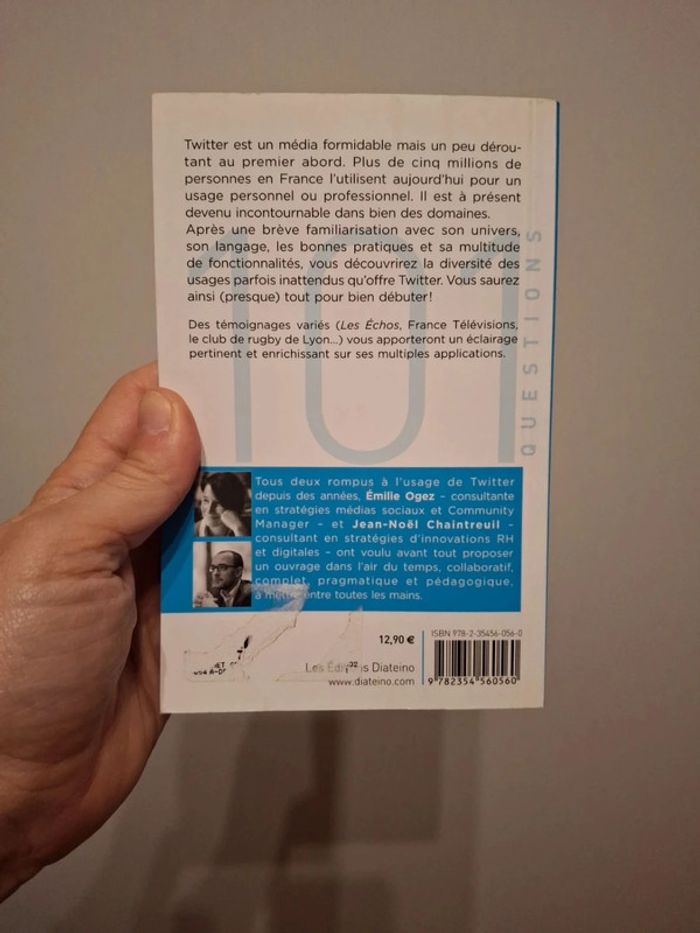 Twitter est un média formidable mais un peu dérou-
tant au premier abord. Plus de cinq millions de
personnes en France l'utilisent aujourd'hui pour un
usage personnel ou professionnel. Il est à présent
devenu incontournable dans bien des domaines.
Après une brève familiarisation avec son univers,
son langage, les bonnes pratiques et sa multitude
de fonctionnalités, vous découvrirez la diversité des
usages parfois inattendus qu'offre Twitter. Vous saurez
ainsi (presque) tout pour bien débuter!
Des témoignages variés (Les Échos, France Télévisions,
le club de rugby de Lyon...) vous apporteront un éclairage
pertinent et enrichissant sur ses multiples applications.
101
QUESTIONS
Tous deux rompus à l'usage de Twitter
depuis des années, Émilie Ogez – consultante
en stratégies médias sociaux et Community
Manager – et Jean-Noël Chaintreuil –
consultant en stratégies d'innovations RH
et digitales – ont voulu avant tout proposer
un ouvrage dans l'air du temps, collaboratif,
complet, pragmatique et pédagogique,
à mettre entre toutes les mains.
12,90 €
Les Diateino
www.diateino.com
ISBN 978-2-35456-056-0
9 782354 560560